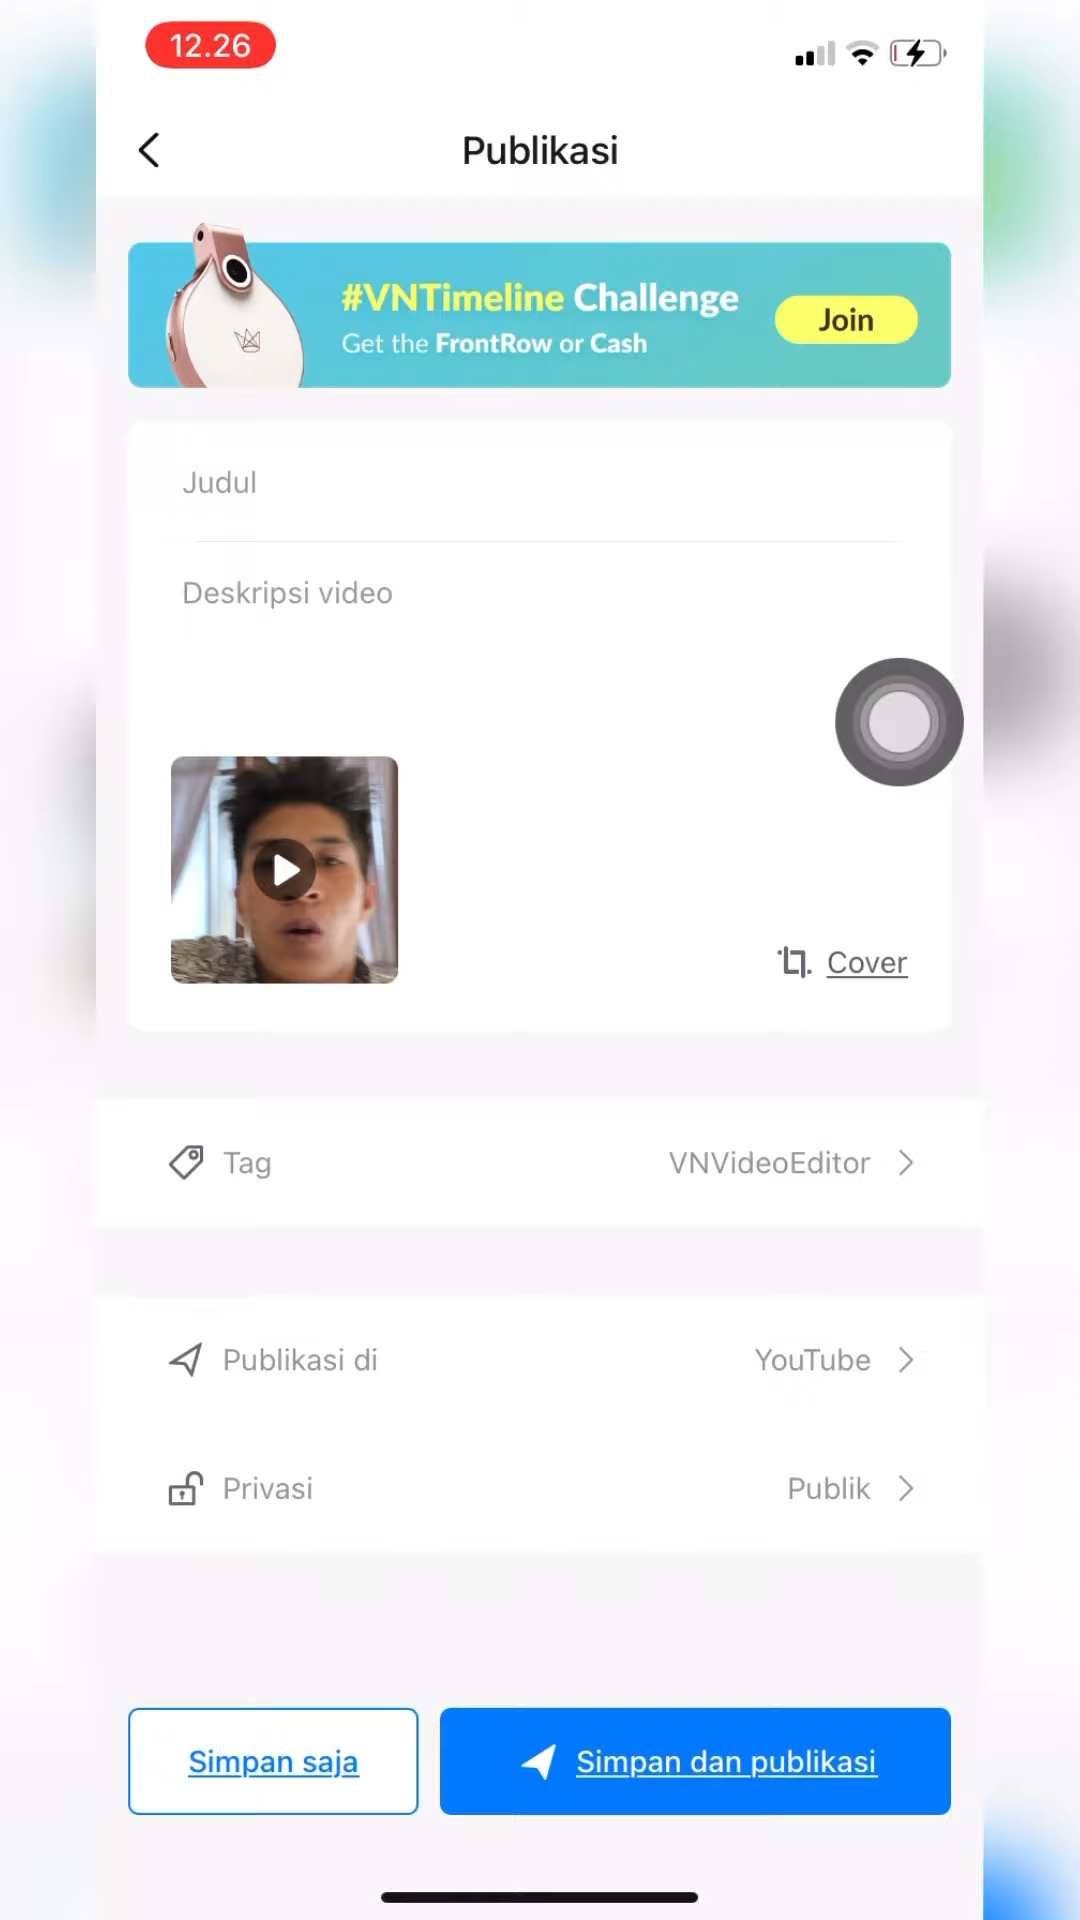 12.26
Publikasi
#VNTimeline Challenge
Get the FrontRow or Cash
Join
Judul
Deskripsi video
Cover
Tag
VNVideoEditor
Publikasi di
YouTube
Privasi
Publik
Simpan saja
Simpan dan publikasi